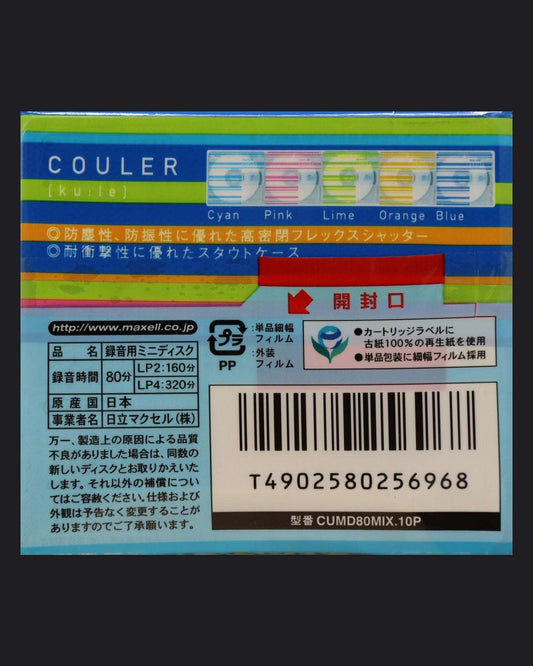 COULER
[ku:le]
Cyan Pink Lime Orange Blue
◎防塵性、防振性に優れた高密閉フレックスシャッター
◎耐衝撃性に優れたスタウトケース
開封口
http://www.maxell.co.jp
品 名 録音用ミニディスク
録音時間 80分 LP2:160分
LP4:320分
原産国 日本
事業者名 日立マクセル(株)
プラ
PP
:単品細幅
フィルム
:外装
フィルム
●カートリッジラベルに
古紙100%の再生紙を使用
●単品包装に細幅フィルム採用
万一、製造上の原因による品質
不良がありました場合は、同数の
新しいディスクとお取りかえいた
します。それ以外の補償につい
てはご容赦ください。仕様および
外観は予告なく変更することが
ありますのでご了承願います。
T4902580256968
型番 CUMD80MIX.10P